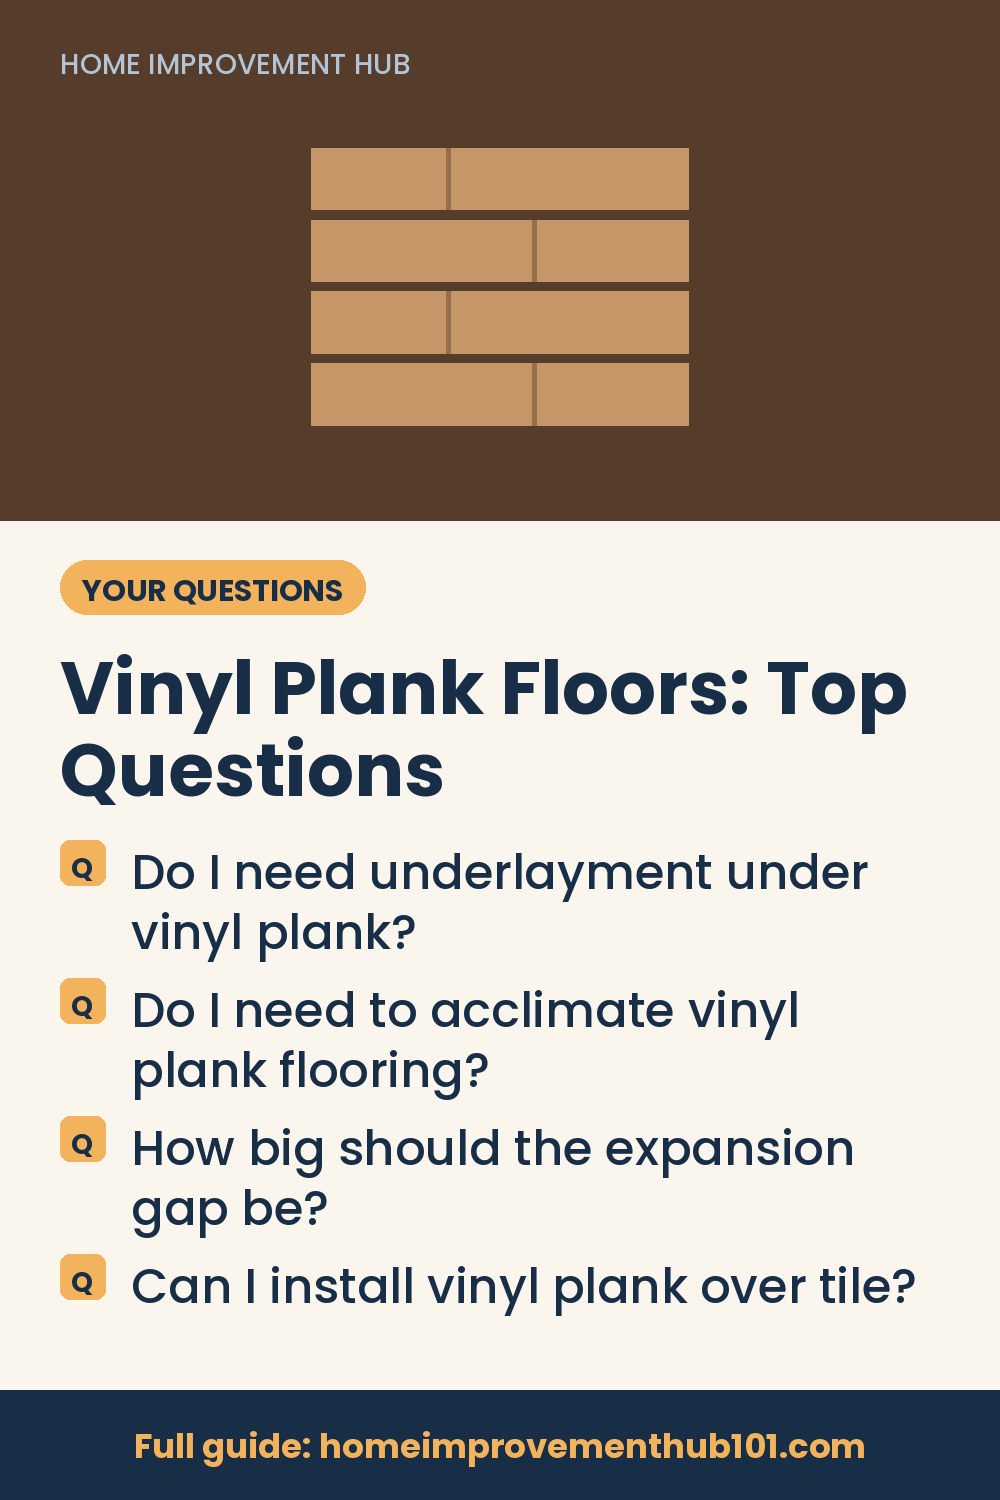 HOME IMPROVEMENT HUB
YOUR QUESTIONS
Vinyl Plank Floors: Top
Questions
Q Do I need underlayment under
vinyl plank?
Q Do I need to acclimate vinyl
plank flooring?
Q How big should the expansion
gap be?
Q Can I install vinyl plank over tile?
Full guide: homeimprovementhub101.com